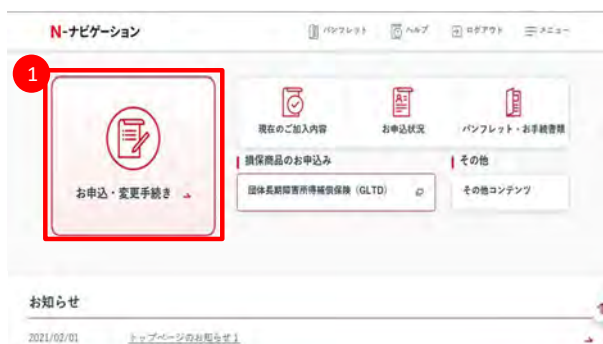 N-ナビゲーション
パンフレット
ヘルプ
ログアウト
メニュー
1
お申込・変更手続き
現在のご加入内容
お申込状況
パンフレット・お手続書類
損保商品のお申込み
団体長期障害所得補償保険（GLTD）
その他
その他コンテンツ
お知らせ
2021/02/01 トップページのお知らせ1